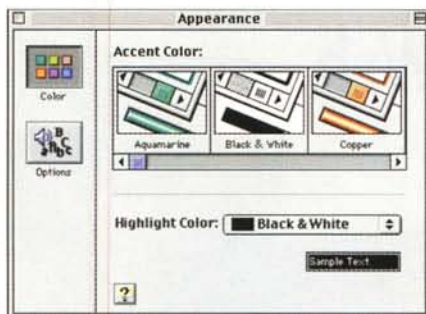 Appearance
Accent Color:
Color
Aquamarine
Black & White
Copper
Options
Highlight Color:
Black & White
Sample Text
?